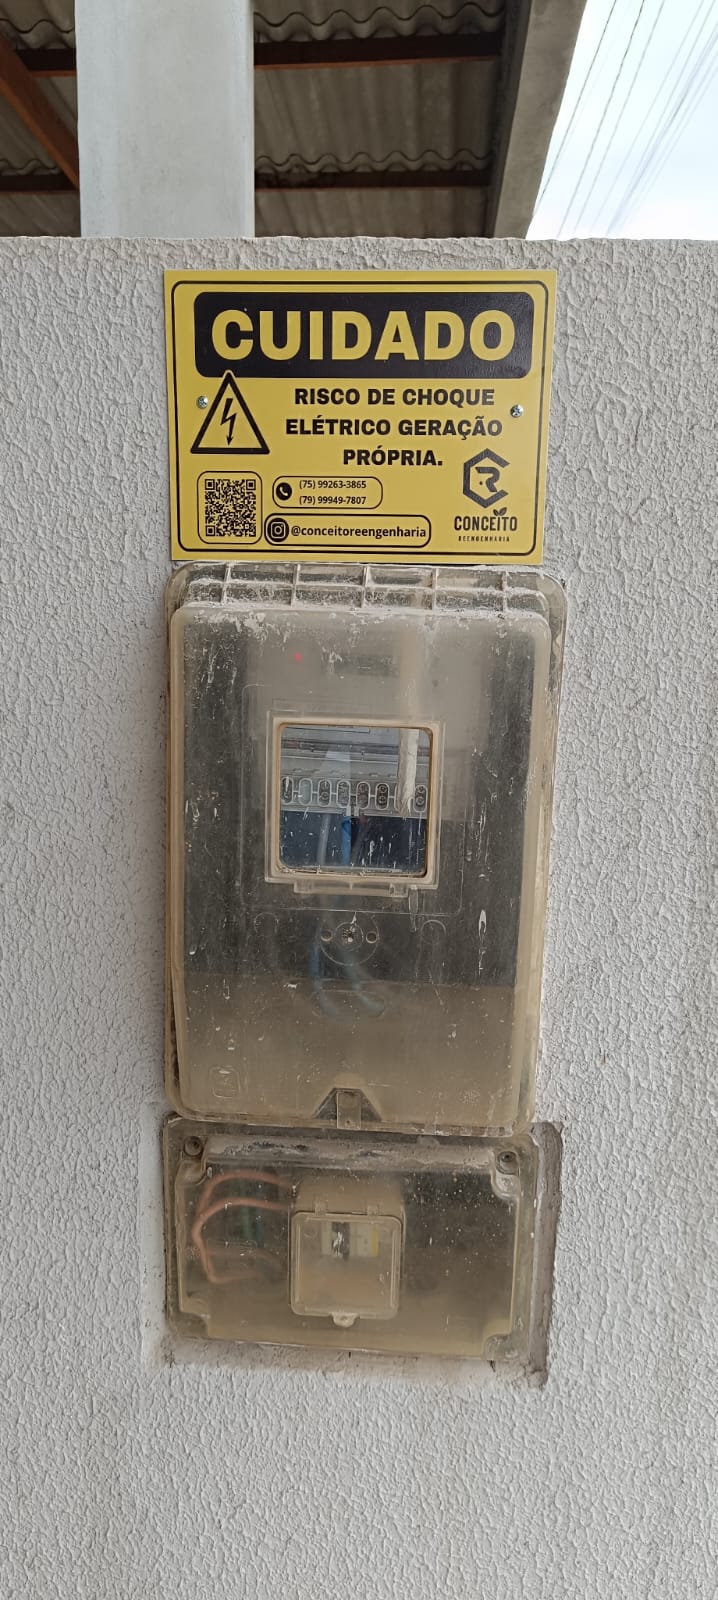 CUIDADO
RISCO DE CHOQUE
ELÉTRICO GERAÇÃO
PRÓPRIA.
(75) 99263-3865
(79) 99949-7807
@conceitoreengenharia
CONCEITO
REENGENHARIA